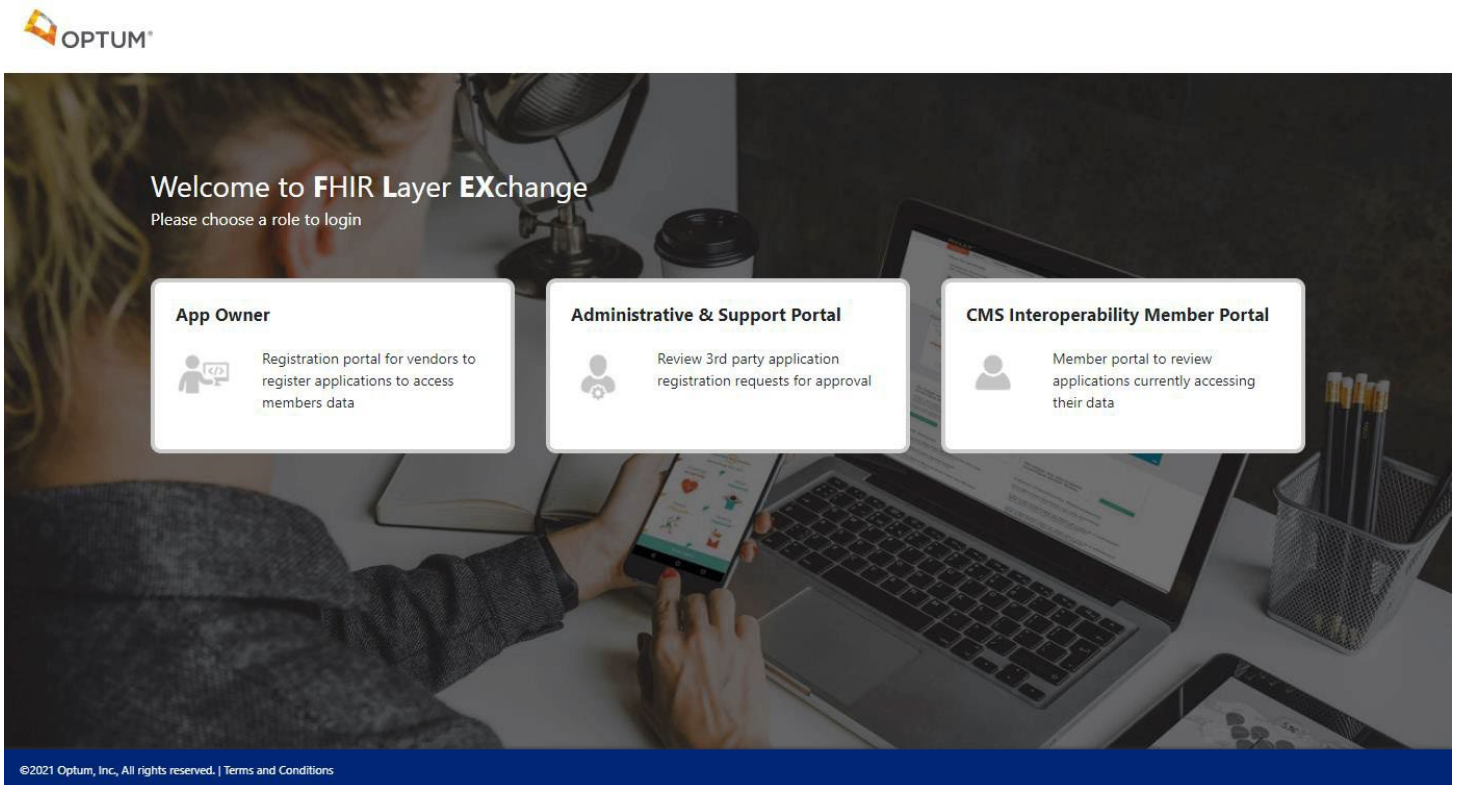 OPTUM®
Welcome to FHIR Layer EXchange
Please choose a role to login
App Owner
Registration portal for vendors to
register applications to access
members data
Administrative & Support Portal
Review 3rd party application
registration requests for approval
CMS Interoperability Member Portal
Member portal to review
applications currently accessing
their data
©2021 Optum, Inc., All rights reserved. | Terms and Conditions